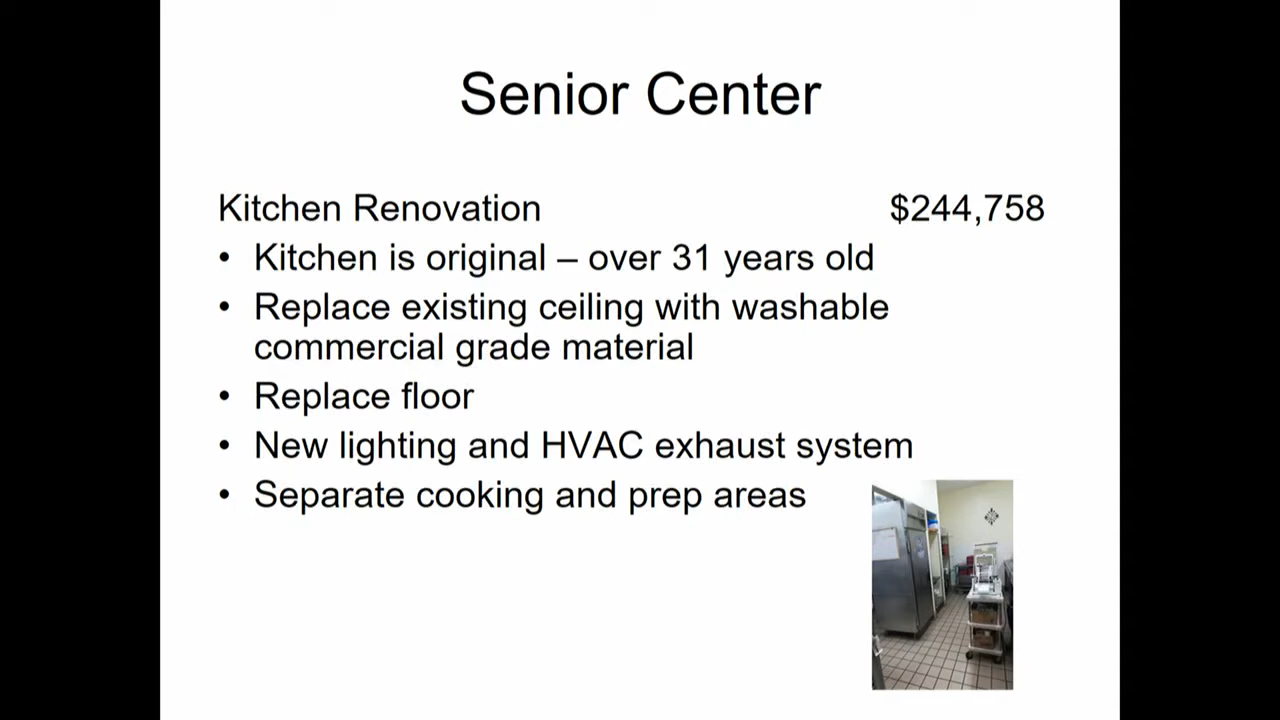 Senior Center
Kitchen Renovation $244,758
• Kitchen is original – over 31 years old
• Replace existing ceiling with washable
commercial grade material
• Replace floor
• New lighting and HVAC exhaust system
• Separate cooking and prep areas